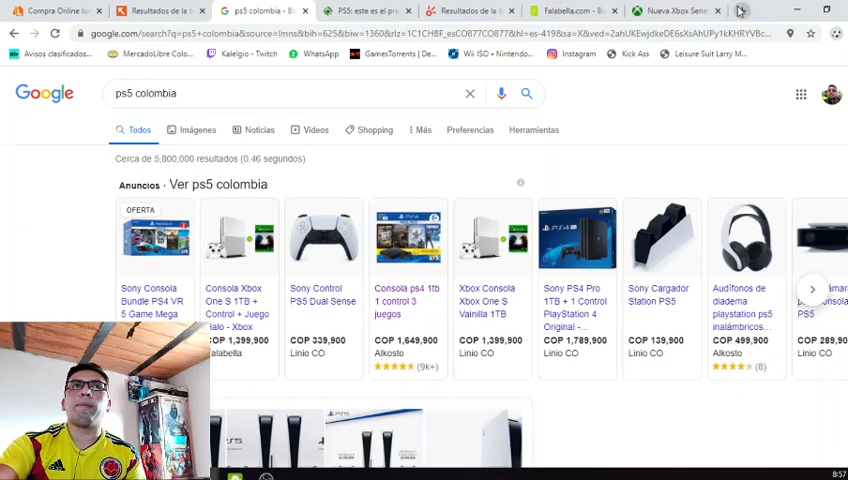 Compra Online los
Resultados de la b
ps5 colombia - Bu
PS5: este es el pre
Resultados de la b
Falabella.com - Bie
Nueva Xbox Serie
google.com/search?q=ps5+colombia&source=lmns&bih=625&biw=1360&rlz=1C1CHBF_esCO877CO877&hl=es-419&sa=X&ved=2ahUKEwjdkeDE6sXsAhUPy1kKHRYVBc...
Avisos clasificados...
MercadoLibre Colo...
Kalelgio - Twitch
WhatsApp
GamesTorrents | De...
Wii ISO • Nintendo...
Instagram
Kick Ass
Leisure Suit Larry M...
Google
ps5 colombia
Todos
Imágenes
Noticias
Videos
Shopping
Más
Preferencias
Herramientas
Cerca de 5,800,000 resultados (0.46 segundos)
Anuncios · Ver ps5 colombia
OFERTA
Sony Consola
Bundle PS4 VR
5 Game Mega
Consola Xbox
One S 1TB +
Control + Juego
Halo - Xbox
COP 1,399,900
Falabella
Sony Control
PS5 Dual Sense
COP 339,900
Linio CO
Consola ps4 1tb
1 control 3
juegos
COP 1,649,900
Alkosto
(9k+)
Xbox Consola
One S
Vainilla 1TB
COP 1,399,900
Linio CO
Sony PS4 Pro
1TB + 1 Control
PlayStation 4
Original -...
COP 1,789,900
Linio CO
Sony Cargador
Station PS5
COP 139,900
Linio CO
Audífonos de
diadema
playstation ps5
inalámbricos...
COP 499,900
Alkosto
(8)
PS5
COP 289,900
Linio CO
8:57